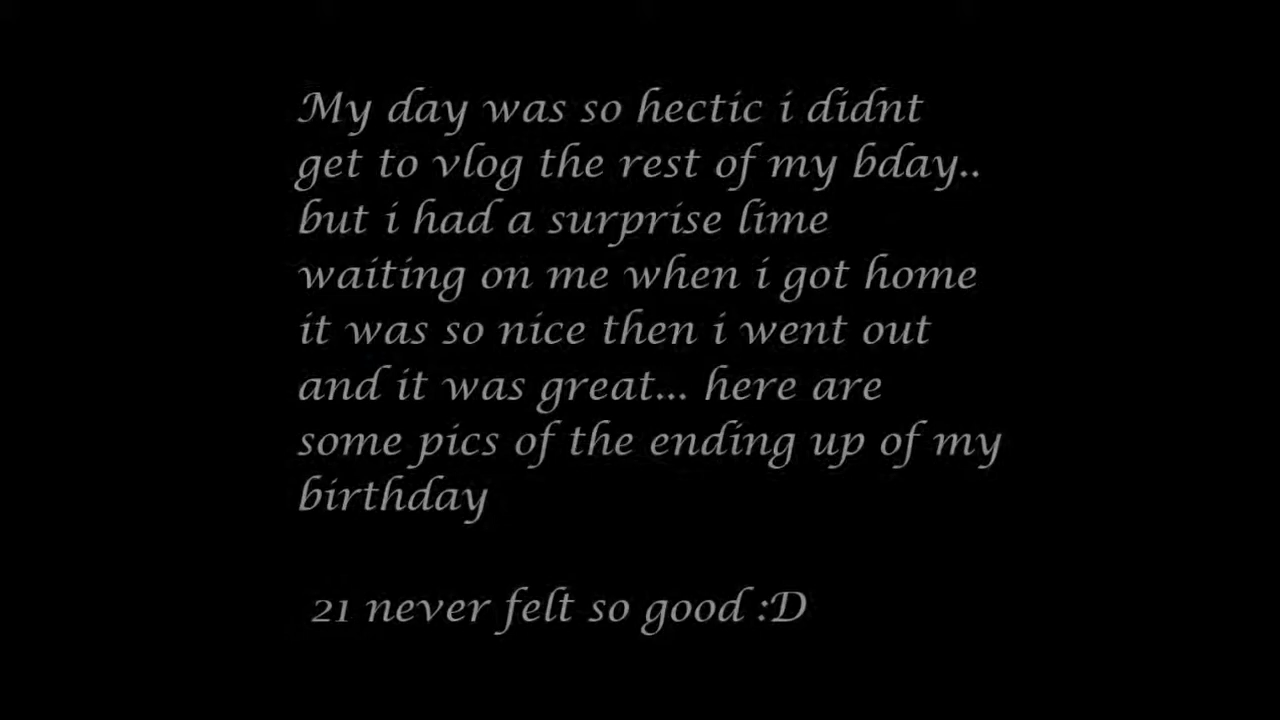 My day was so hectic i didnt
get to vlog the rest of my bday..
but i had a surprise lime
waiting on me when i got home
it was so nice then i went out
and it was great... here are
some pics of the ending up of my
birthday
21 never felt so good :D